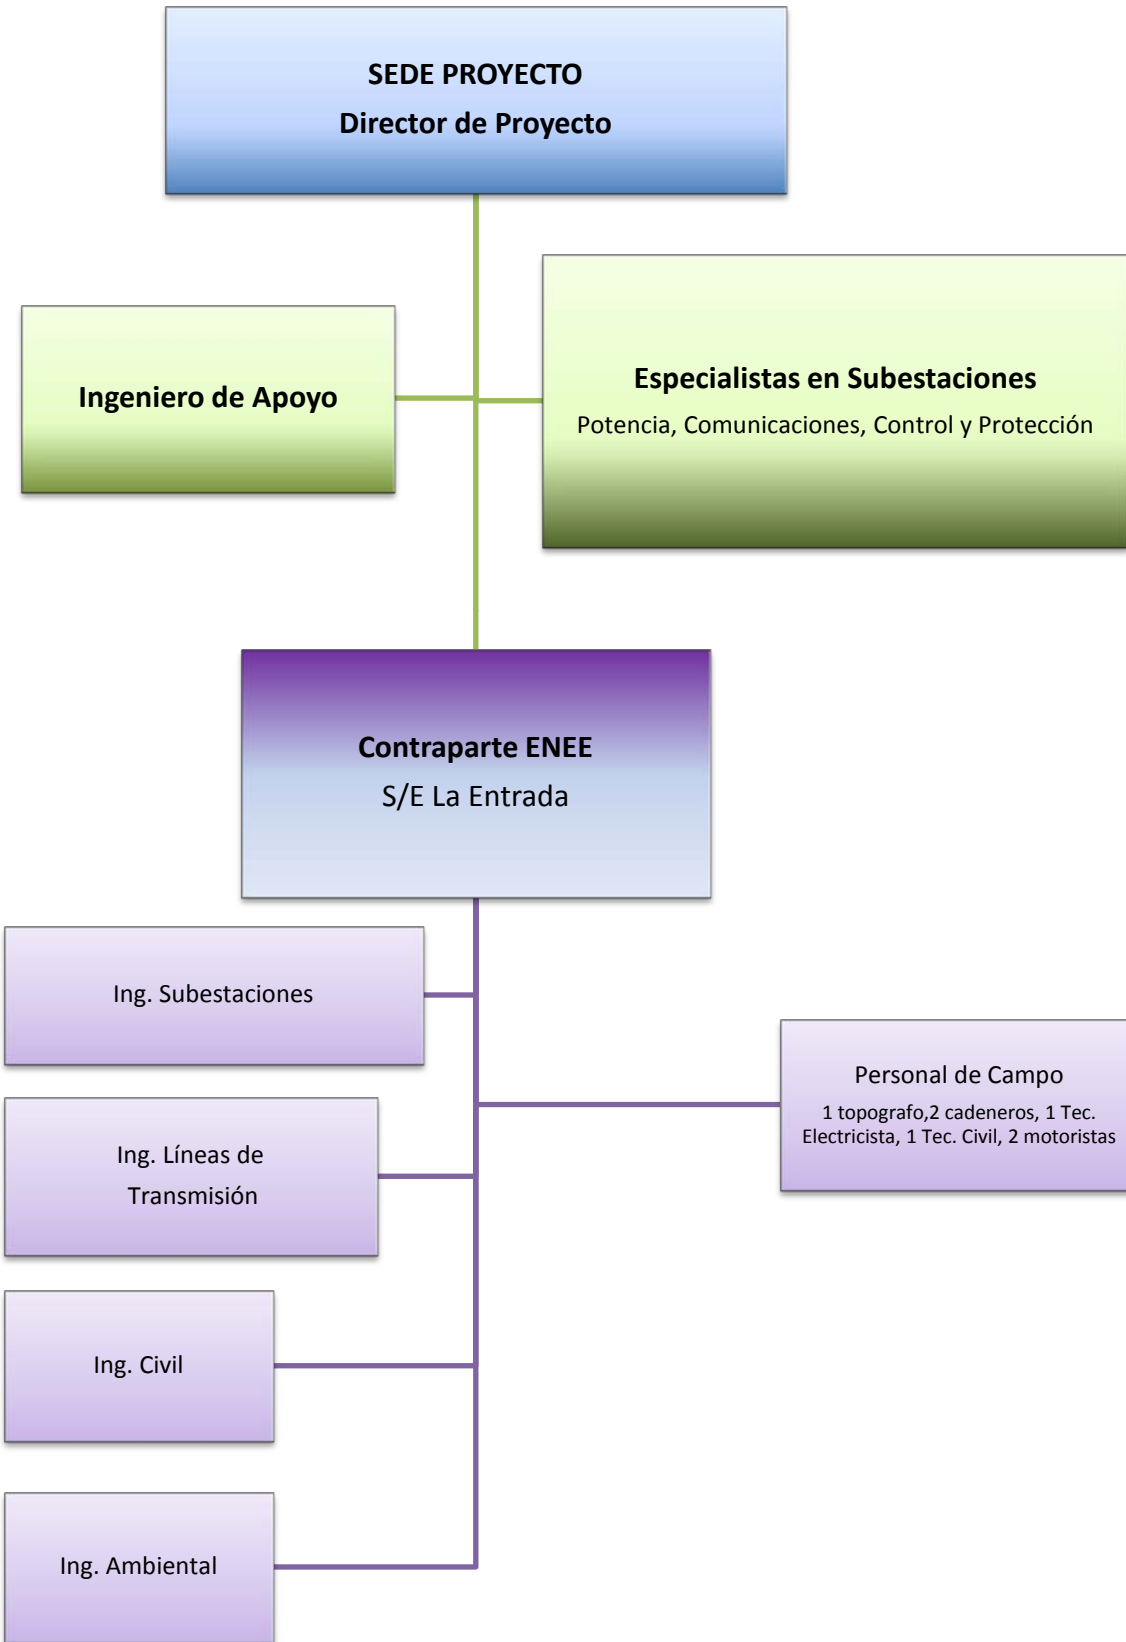 SEDE PROYECTO
Director de Proyecto
Ingeniero de Apoyo
Especialistas en Subestaciones
Potencia, Comunicaciones, Control y Protección
Contraparte ENEE
S/E La Entrada
Ing. Subestaciones
Personal de Campo
1 topografo,2 cadeneros, 1 Tec.
Electricista, 1 Tec. Civil, 2 motoristas
Ing. Líneas de
Transmisión
Ing. Civil
Ing. Ambiental